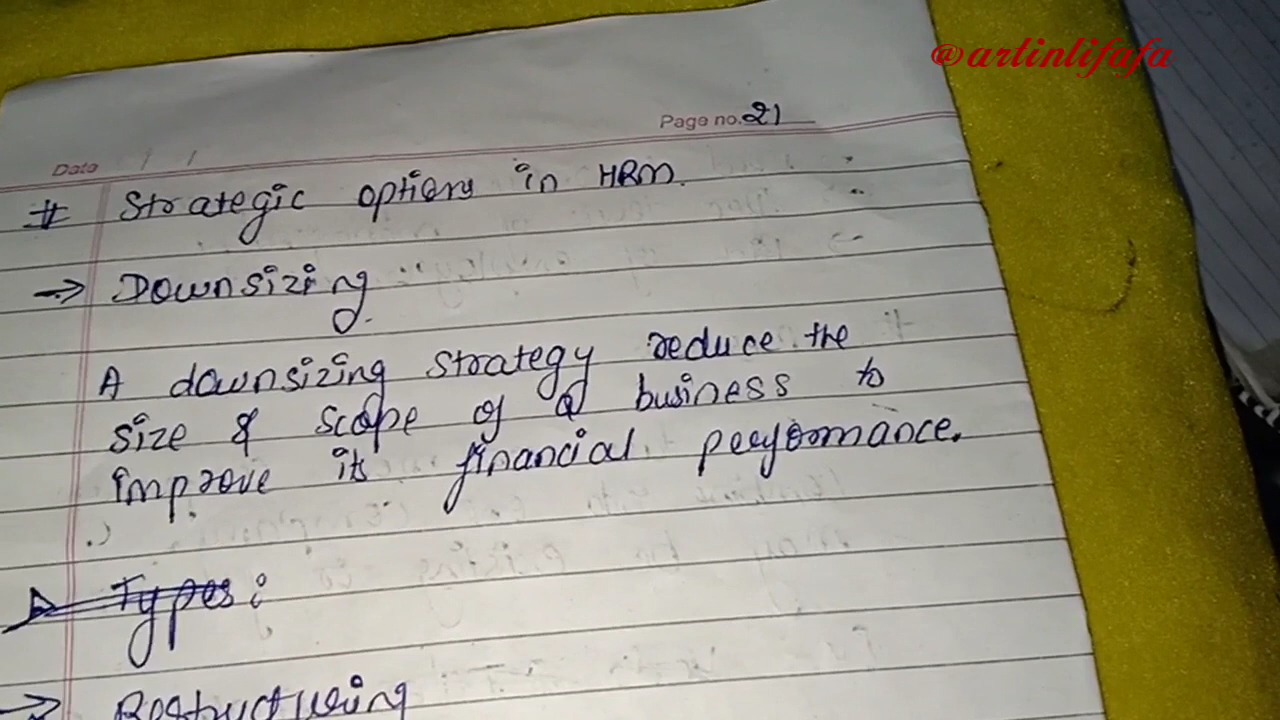 @artinlifafa
Page no. 21
Date / /
# Strategic options in HRM.
→ Downsizing.
A downsizing strategy reduce the
size & scope of a business to
improve its financial performance.
Types:
→ Restructuring